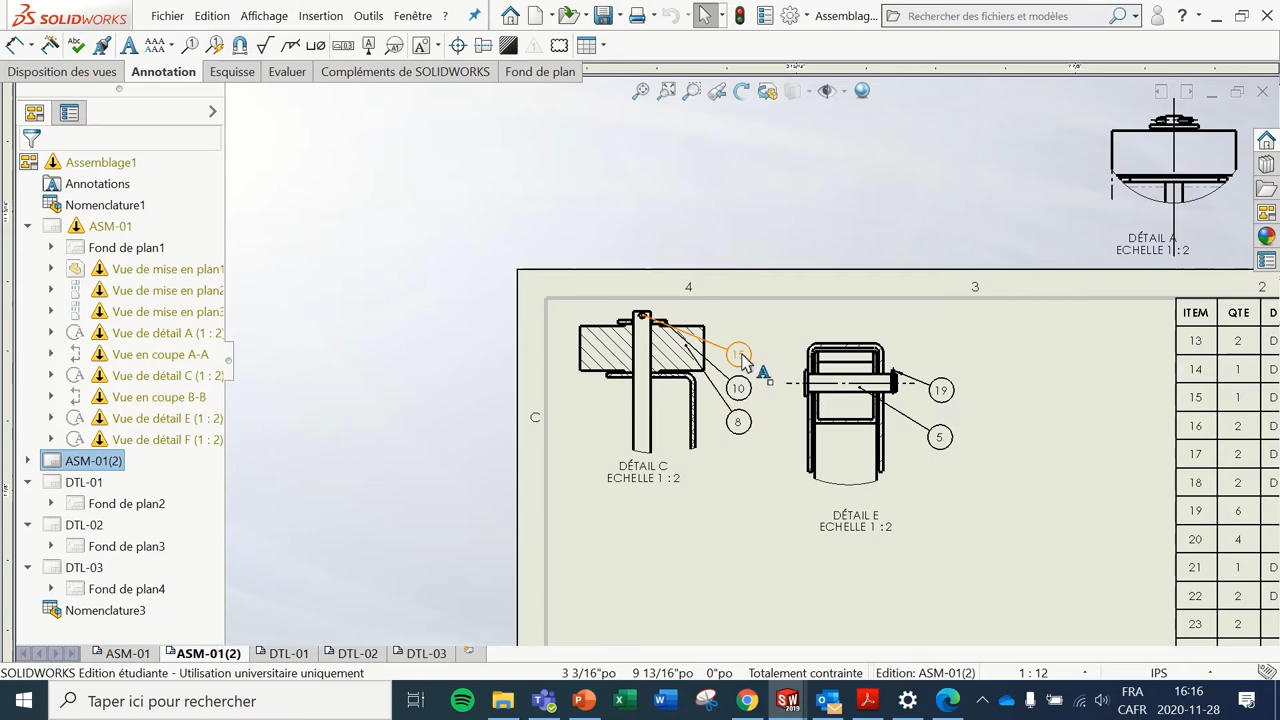 SOLIDWORKS
Fichier Edition Affichage Insertion Outils Fenêtre ?
Assemblag...
Rechercher des fichiers et modèles
Disposition des vues
Annotation
Esquisse
Evaluer
Compléments de SOLIDWORKS
Fond de plan
Assemblage1
Annotations
Nomenclature1
ASM-01
Fond de plan1
Vue de mise en plan1
Vue de mise en plan2
Vue de mise en plan3
Vue de détail A (1 : 2)
Vue en coupe A-A
Vue de détail C (1 : 2)
Vue en coupe B-B
Vue de détail E (1 : 2)
Vue de détail F (1 : 2)
ASM-01(2)
DTL-01
Fond de plan2
DTL-02
Fond de plan3
DTL-03
Fond de plan4
Nomenclature3
DÉTAIL A
ECHELLE 1 : 2
4 3 2
C
10
8
DÉTAIL C
ECHELLE 1 : 2
19
5
DÉTAIL E
ECHELLE 1 : 2
ITEM QTE D
13 2 D
14 1 D
15 1 D
16 2 D
17 2 D
18 2 D
19 6
20 4
21 1 D
22 2 D
23 2 D
ASM-01 ASM-01(2) DTL-01 DTL-02 DTL-03
SOLIDWORKS Edition étudiante - Utilisation universitaire uniquement
3 3/16"po 9 13/16"po 0"po Totalement contrainte Edition: ASM-01(2) 1 : 12 IPS
Taper ici pour rechercher
FRA
CAFR
16:16
2020-11-28